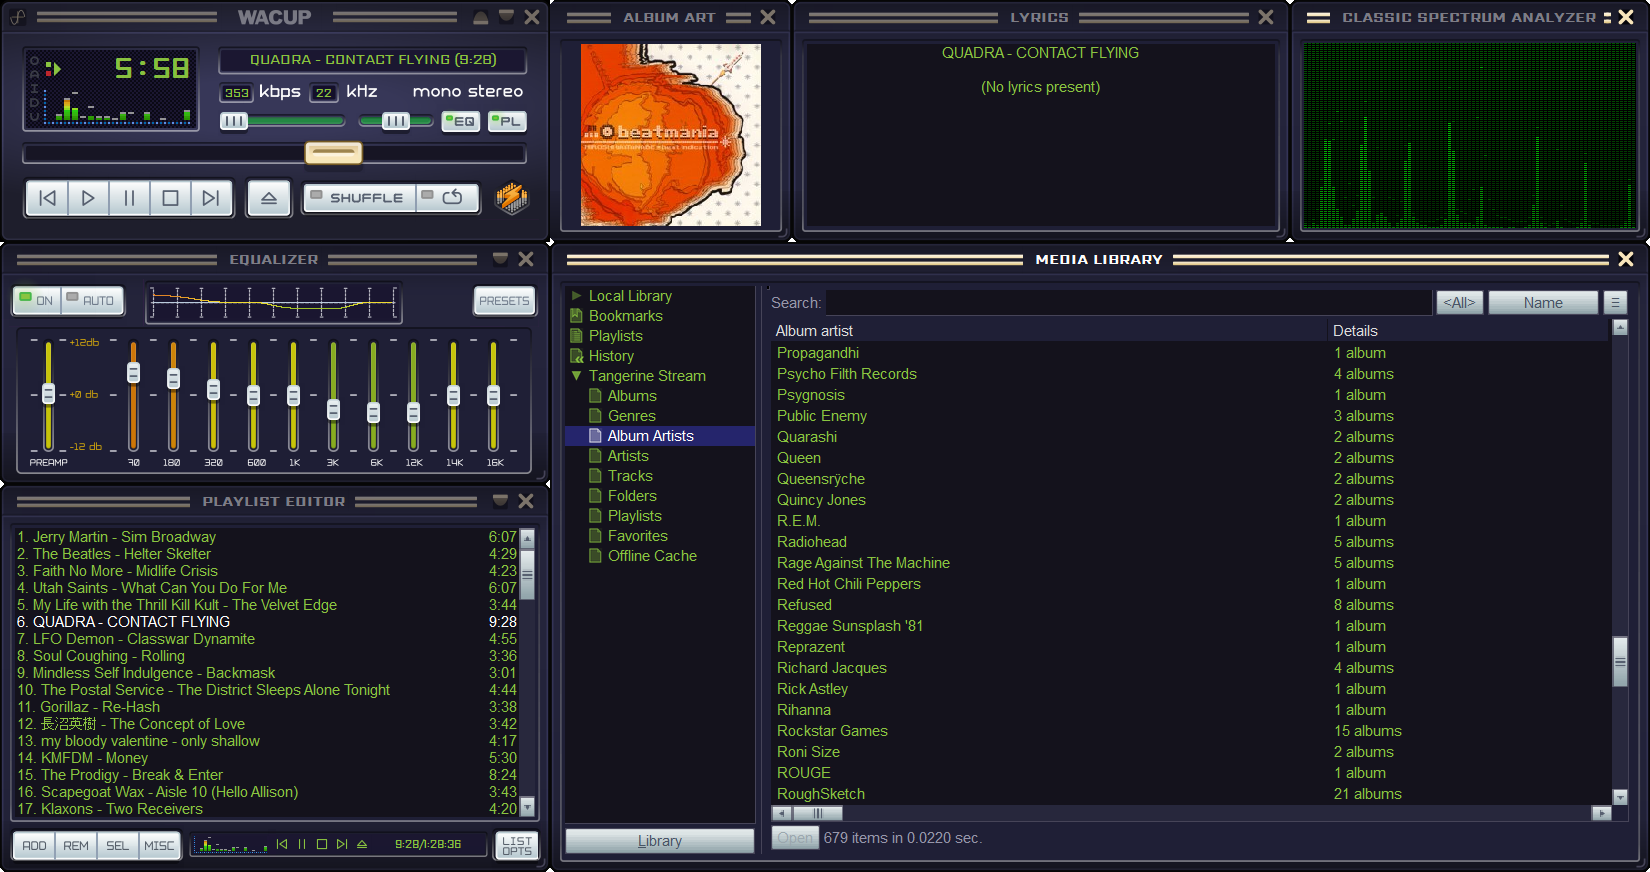 WACUP
O
A
I
D
U
5:58
QUADRA - CONTACT FLYING (9:28)
353 kbps 22 kHz mono stereo
EQ PL
SHUFFLE
ALBUM ART
beatmania
LYRICS
QUADRA - CONTACT FLYING
(No lyrics present)
CLASSIC SPECTRUM ANALYZER
EQUALIZER
ON AUTO PRESETS
+12db
+0 db
-12 db
PREAMP 70 180 320 600 1K 3K 6K 12K 14K 16K
PLAYLIST EDITOR
1. Jerry Martin - Sim Broadway 6:07
2. The Beatles - Helter Skelter 4:29
3. Faith No More - Midlife Crisis 4:23
4. Utah Saints - What Can You Do For Me 6:07
5. My Life with the Thrill Kill Kult - The Velvet Edge 3:44
6. QUADRA - CONTACT FLYING 9:28
7. LFO Demon - Classwar Dynamite 4:55
8. Soul Coughing - Rolling 3:36
9. Mindless Self Indulgence - Backmask 3:01
10. The Postal Service - The District Sleeps Alone Tonight 4:44
11. Gorillaz - Re-Hash 3:38
12. 長沼英樹 - The Concept of Love 3:42
13. my bloody valentine - only shallow 4:17
14. KMFDM - Money 5:30
15. The Prodigy - Break & Enter 8:24
16. Scapegoat Wax - Aisle 10 (Hello Allison) 3:43
17. Klaxons - Two Receivers 4:20
ADD REM SEL MISC 9:28/1:28:36 LIST OPTS
MEDIA LIBRARY
Local Library
Bookmarks
Playlists
History
Tangerine Stream
Albums
Genres
Album Artists
Artists
Tracks
Folders
Playlists
Favorites
Offline Cache
Library
Search: <All> Name
Album artist Details
Propagandhi 1 album
Psycho Filth Records 4 albums
Psygnosis 1 album
Public Enemy 3 albums
Quarashi 2 albums
Queen 2 albums
Queensrÿche 2 albums
Quincy Jones 2 albums
R.E.M. 1 album
Radiohead 5 albums
Rage Against The Machine 5 albums
Red Hot Chili Peppers 1 album
Refused 8 albums
Reggae Sunsplash '81 1 album
Reprazent 1 album
Richard Jacques 4 albums
Rick Astley 1 album
Rihanna 1 album
Rockstar Games 15 albums
Roni Size 2 albums
ROUGE 1 album
RoughSketch 21 albums
Open 679 items in 0.0220 sec.